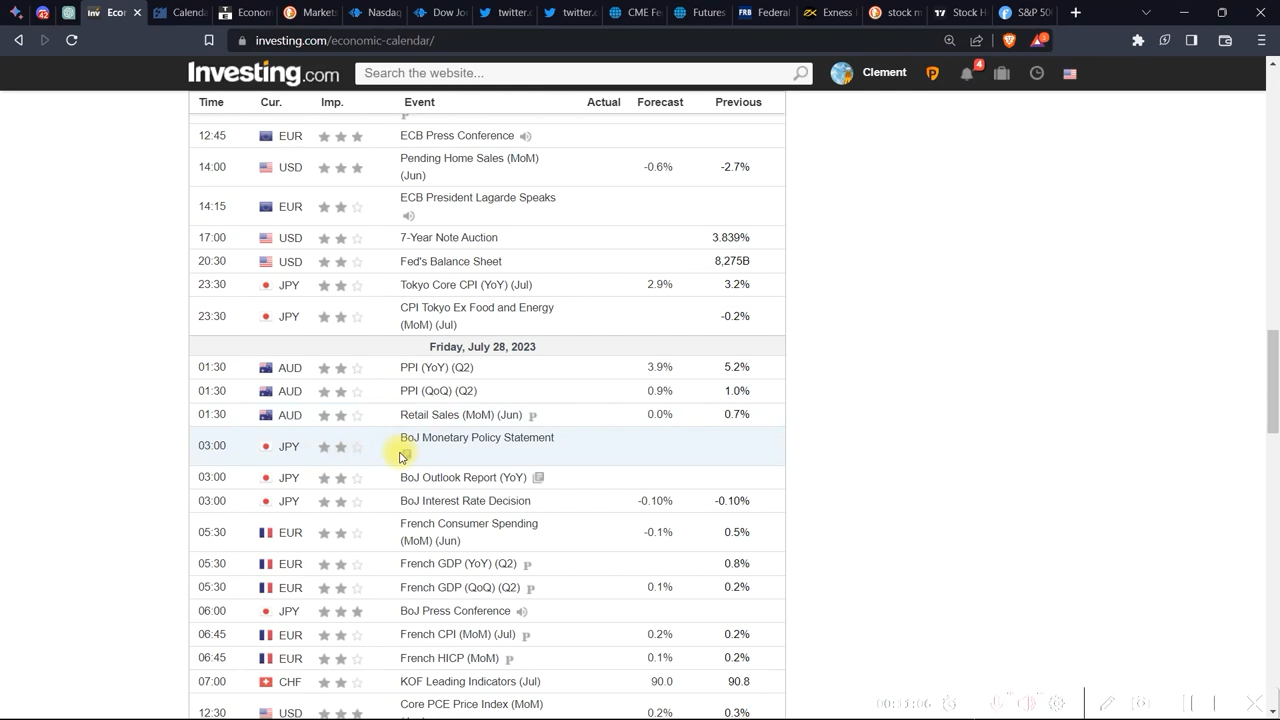 42
Econ
Calenda
Econom
Markets
Nasdaq
Dow Jo
twitter.c
twitter.c
CME Fe
Futures
FRB
Federal
Exness I
stock m
Stock H
S&P 500
investing.com/economic-calendar/
3
Investing.com
Search the website...
Clement
4
Time Cur. Imp. Event Actual Forecast Previous
12:45 EUR ECB Press Conference
14:00 USD Pending Home Sales (MoM) -0.6% -2.7%
(Jun)
14:15 EUR ECB President Lagarde Speaks
17:00 USD 7-Year Note Auction 3.839%
20:30 USD Fed's Balance Sheet 8,275B
23:30 JPY Tokyo Core CPI (YoY) (Jul) 2.9% 3.2%
23:30 JPY CPI Tokyo Ex Food and Energy -0.2%
(MoM) (Jul)
Friday, July 28, 2023
01:30 AUD PPI (YoY) (Q2) 3.9% 5.2%
01:30 AUD PPI (QoQ) (Q2) 0.9% 1.0%
01:30 AUD Retail Sales (MoM) (Jun) P 0.0% 0.7%
03:00 JPY BoJ Monetary Policy Statement
03:00 JPY BoJ Outlook Report (YoY)
03:00 JPY BoJ Interest Rate Decision -0.10% -0.10%
05:30 EUR French Consumer Spending -0.1% 0.5%
(MoM) (Jun)
05:30 EUR French GDP (YoY) (Q2) P 0.8%
05:30 EUR French GDP (QoQ) (Q2) P 0.1% 0.2%
06:00 JPY BoJ Press Conference
06:45 EUR French CPI (MoM) (Jul) P 0.2% 0.2%
06:45 EUR French HICP (MoM) P 0.1% 0.2%
07:00 CHF KOF Leading Indicators (Jul) 90.0 90.8
12:30 USD Core PCE Price Index (MoM) 0.2% 0.3%